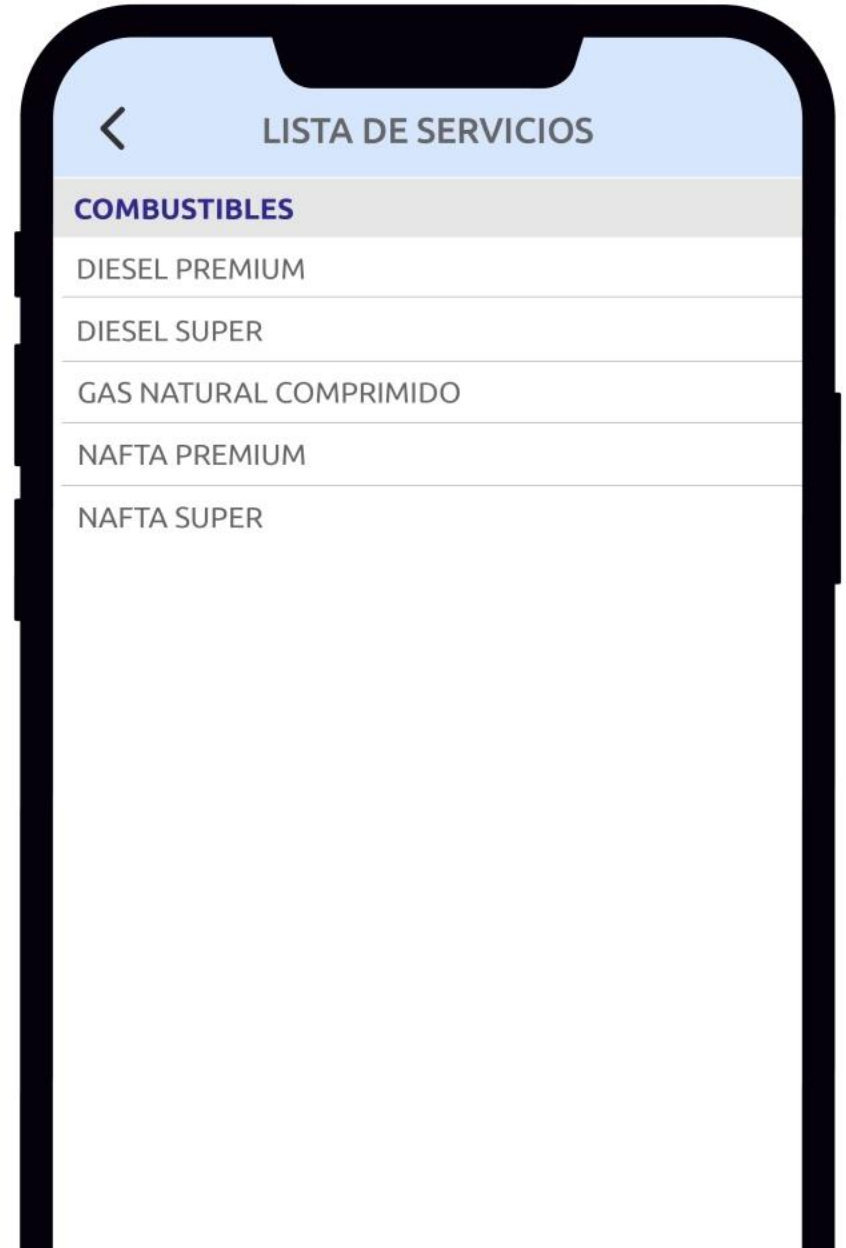 LISTA DE SERVICIOS
COMBUSTIBLES
DIESEL PREMIUM
DIESEL SUPER
GAS NATURAL COMPRIMIDO
NAFTA PREMIUM
NAFTA SUPER